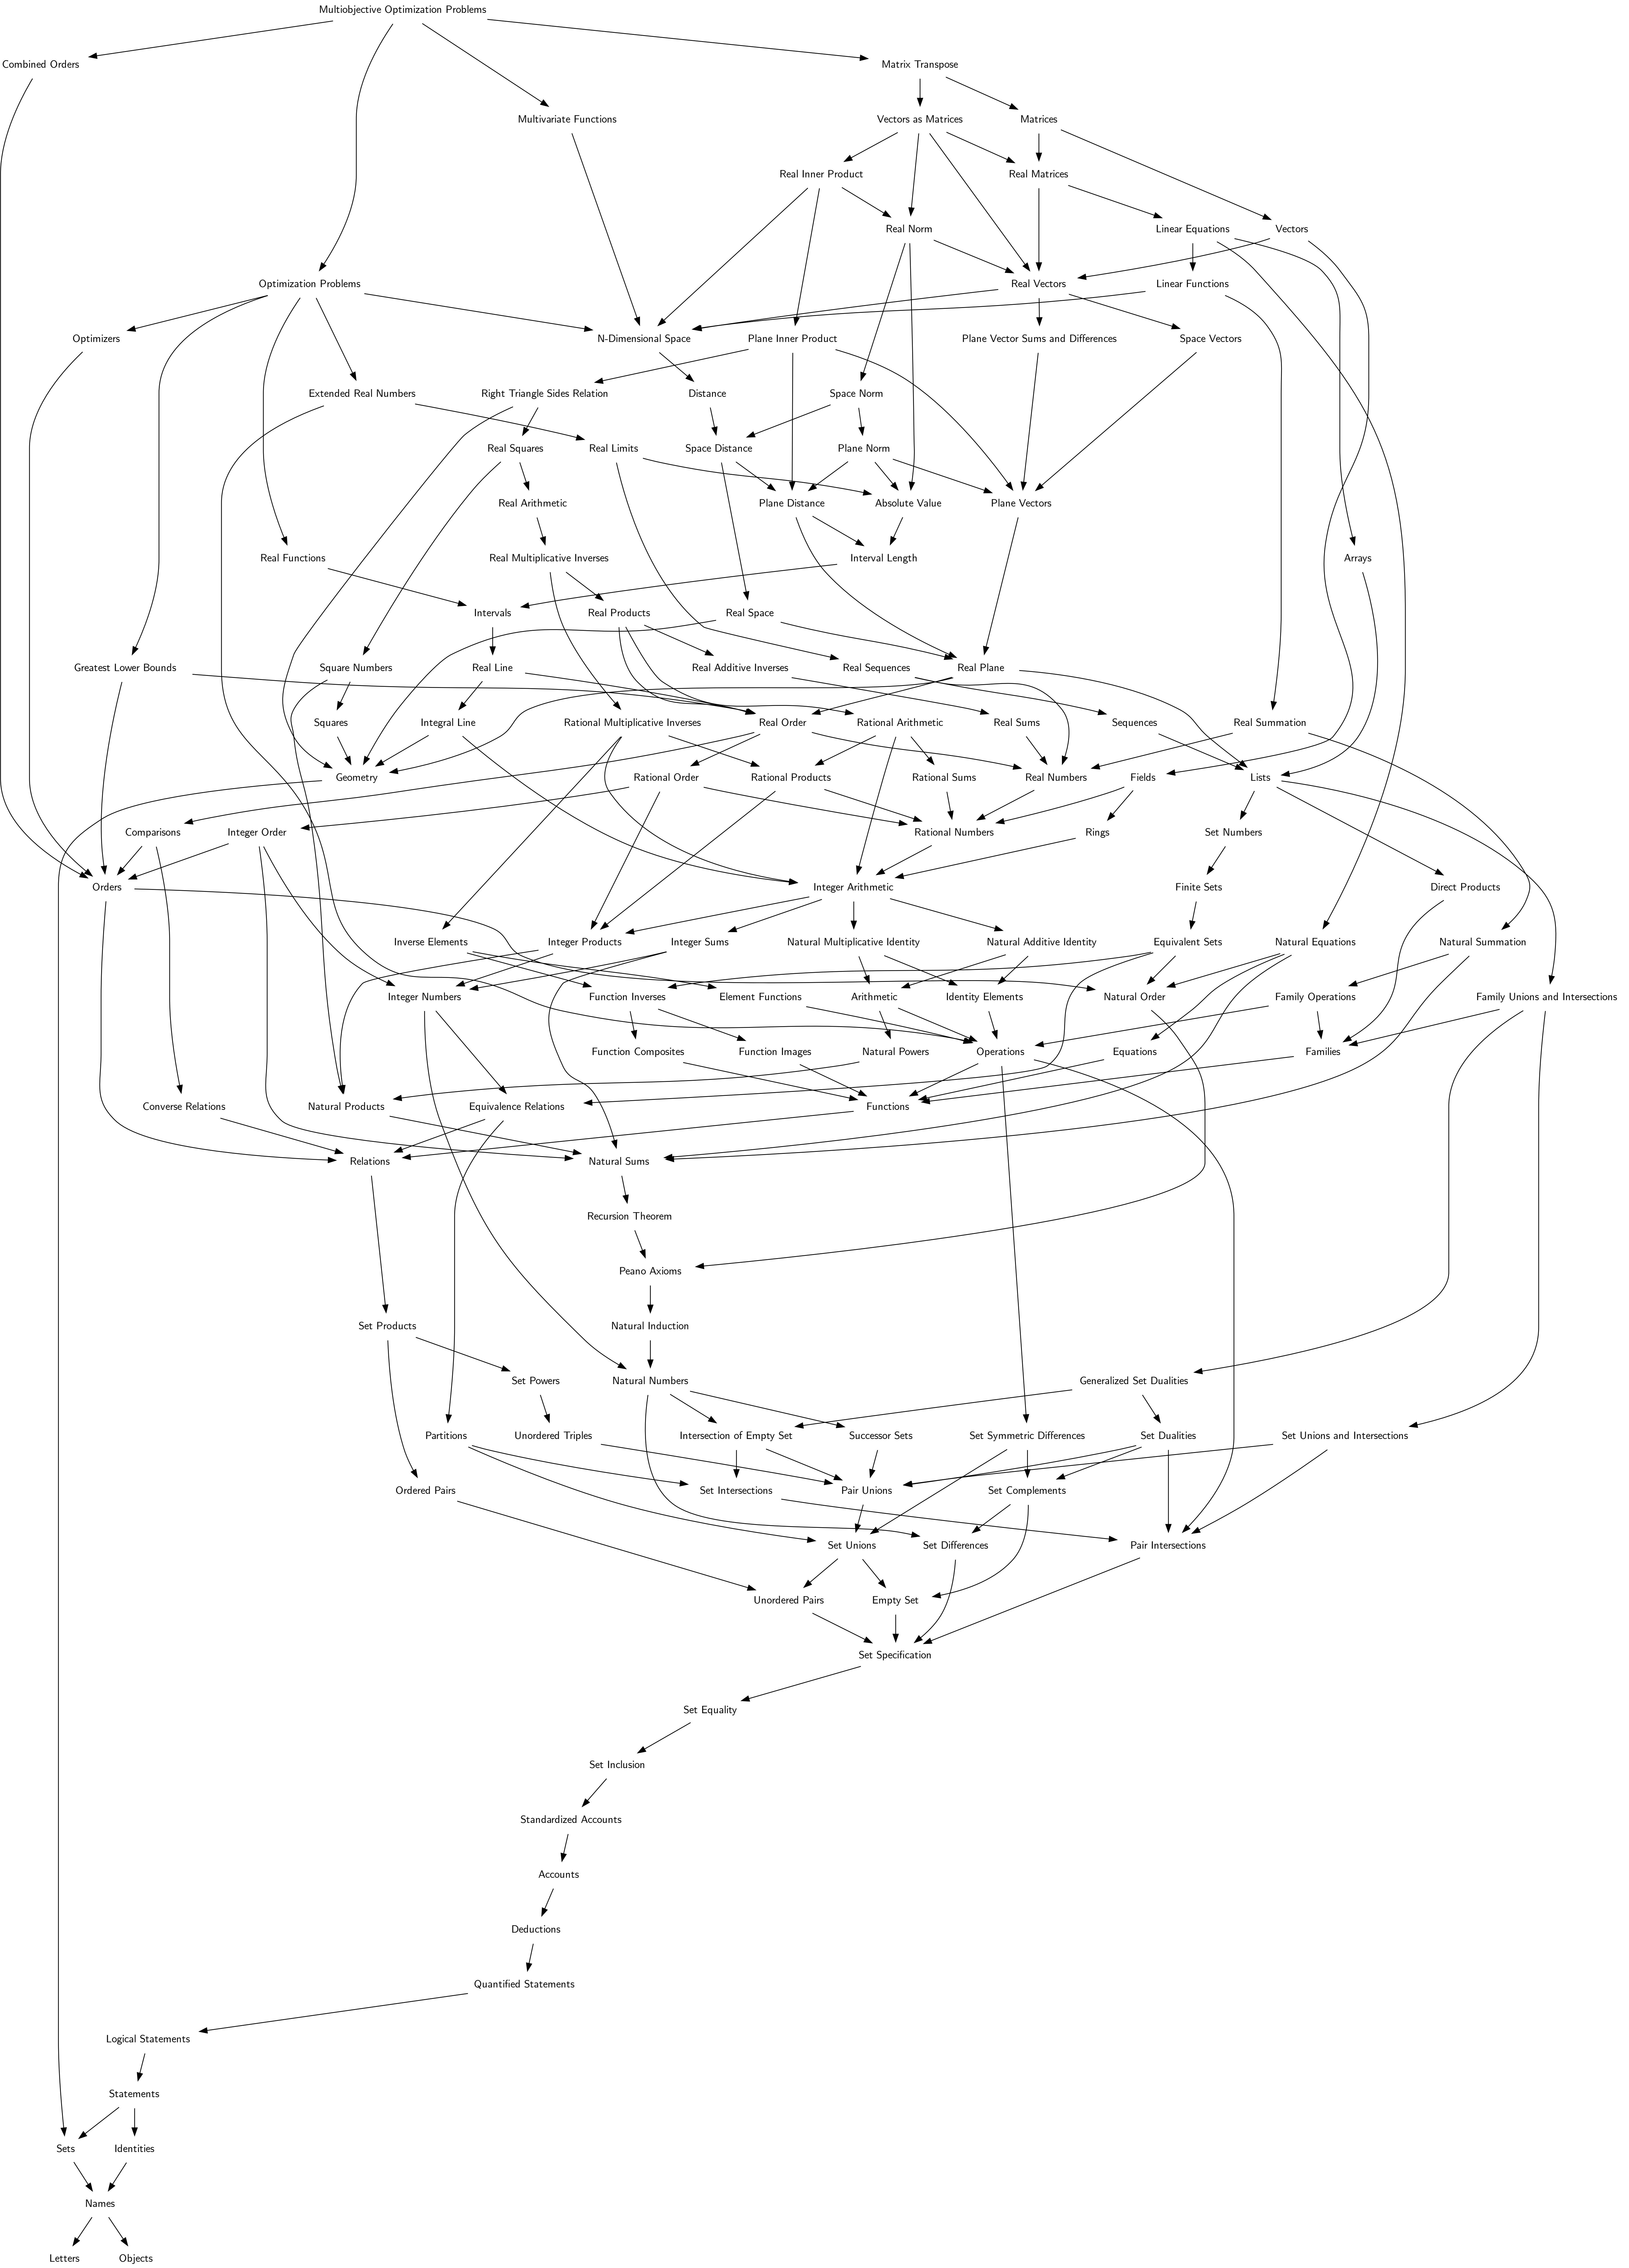 Multiobjective Optimization Problems
Combined Orders
Matrix Transpose
Multivariate Functions
Vectors as Matrices
Matrices
Real Inner Product
Real Matrices
Real Norm
Linear Equations
Vectors
Optimization Problems
Real Vectors
Linear Functions
Optimizers
N-Dimensional Space
Plane Inner Product
Plane Vector Sums and Differences
Space Vectors
Extended Real Numbers
Right Triangle Sides Relation
Distance
Space Norm
Real Squares
Real Limits
Space Distance
Plane Norm
Real Arithmetic
Plane Distance
Absolute Value
Plane Vectors
Real Functions
Real Multiplicative Inverses
Interval Length
Arrays
Intervals
Real Products
Real Space
Greatest Lower Bounds
Square Numbers
Real Line
Real Additive Inverses
Real Sequences
Real Plane
Squares
Integral Line
Rational Multiplicative Inverses
Real Order
Rational Arithmetic
Real Sums
Sequences
Real Summation
Geometry
Rational Order
Rational Products
Rational Sums
Real Numbers
Fields
Lists
Comparisons
Integer Order
Rational Numbers
Rings
Set Numbers
Orders
Integer Arithmetic
Finite Sets
Direct Products
Inverse Elements
Integer Products
Integer Sums
Natural Multiplicative Identity
Natural Additive Identity
Equivalent Sets
Natural Equations
Natural Summation
Integer Numbers
Function Inverses
Element Functions
Arithmetic
Identity Elements
Natural Order
Family Operations
Family Unions and Intersections
Function Composites
Function Images
Natural Powers
Operations
Equations
Families
Converse Relations
Natural Products
Equivalence Relations
Functions
Relations
Natural Sums
Recursion Theorem
Peano Axioms
Set Products
Natural Induction
Set Powers
Natural Numbers
Generalized Set Dualities
Partitions
Unordered Triples
Intersection of Empty Set
Successor Sets
Set Symmetric Differences
Set Dualities
Set Unions and Intersections
Ordered Pairs
Set Intersections
Pair Unions
Set Complements
Set Unions
Set Differences
Pair Intersections
Unordered Pairs
Empty Set
Set Specification
Set Equality
Set Inclusion
Standardized Accounts
Accounts
Deductions
Quantified Statements
Logical Statements
Statements
Sets
Identities
Names
Letters
Objects